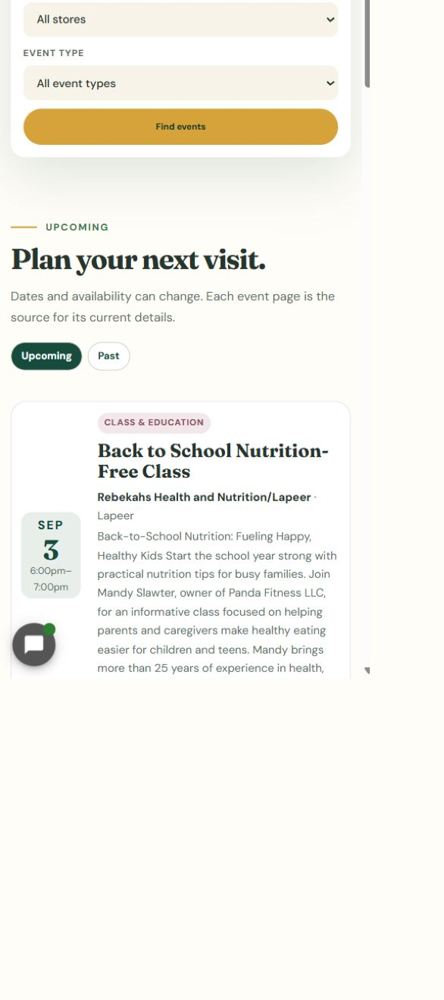 All stores
EVENT TYPE
All event types
Find events
UPCOMING
Plan your next visit.
Dates and availability can change. Each event page is the
source for its current details.
Upcoming
Past
SEP
3
6:00pm–
7:00pm
CLASS & EDUCATION
Back to School Nutrition-
Free Class
Rebekahs Health and Nutrition/Lapeer ·
Lapeer
Back-to-School Nutrition: Fueling Happy,
Healthy Kids Start the school year strong with
practical nutrition tips for busy families. Join
Mandy Slawter, owner of Panda Fitness LLC,
for an informative class focused on helping
parents and caregivers make healthy eating
easier for children and teens. Mandy brings
more than 25 years of experience in health,